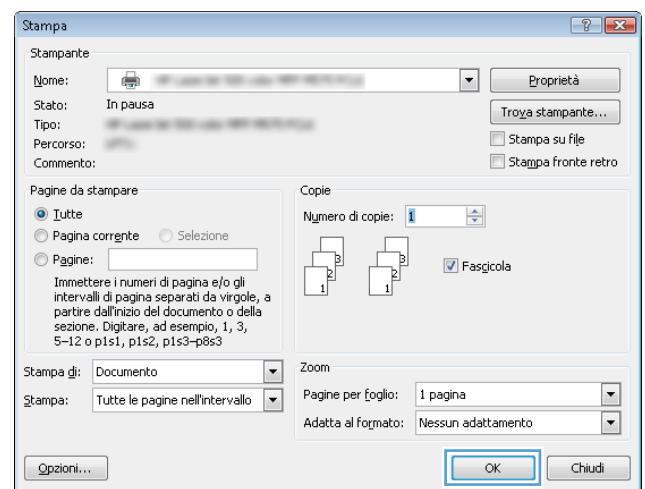 Stampa
Stampante
Nome:
Proprietà
Stato: In pausa
Trova stampante...
Tipo:
Percorso:
Stampa su file
Commento:
Stampa fronte retro
Pagine da stampare
Tutte
Pagina corrente Selezione
Pagine:
Immettere i numeri di pagina e/o gli
intervalli di pagina separati da virgole, a
partire dall'inizio del documento o della
sezione. Digitare, ad esempio, 1, 3,
5–12 o p1s1, p1s2, p1s3–p8s3
Copie
Numero di copie: 1
3 3
2 2
1 1
Fascicola
Stampa di: Documento
Stampa: Tutte le pagine nell'intervallo
Zoom
Pagine per foglio: 1 pagina
Adatta al formato: Nessun adattamento
Opzioni...
OK
Chiudi